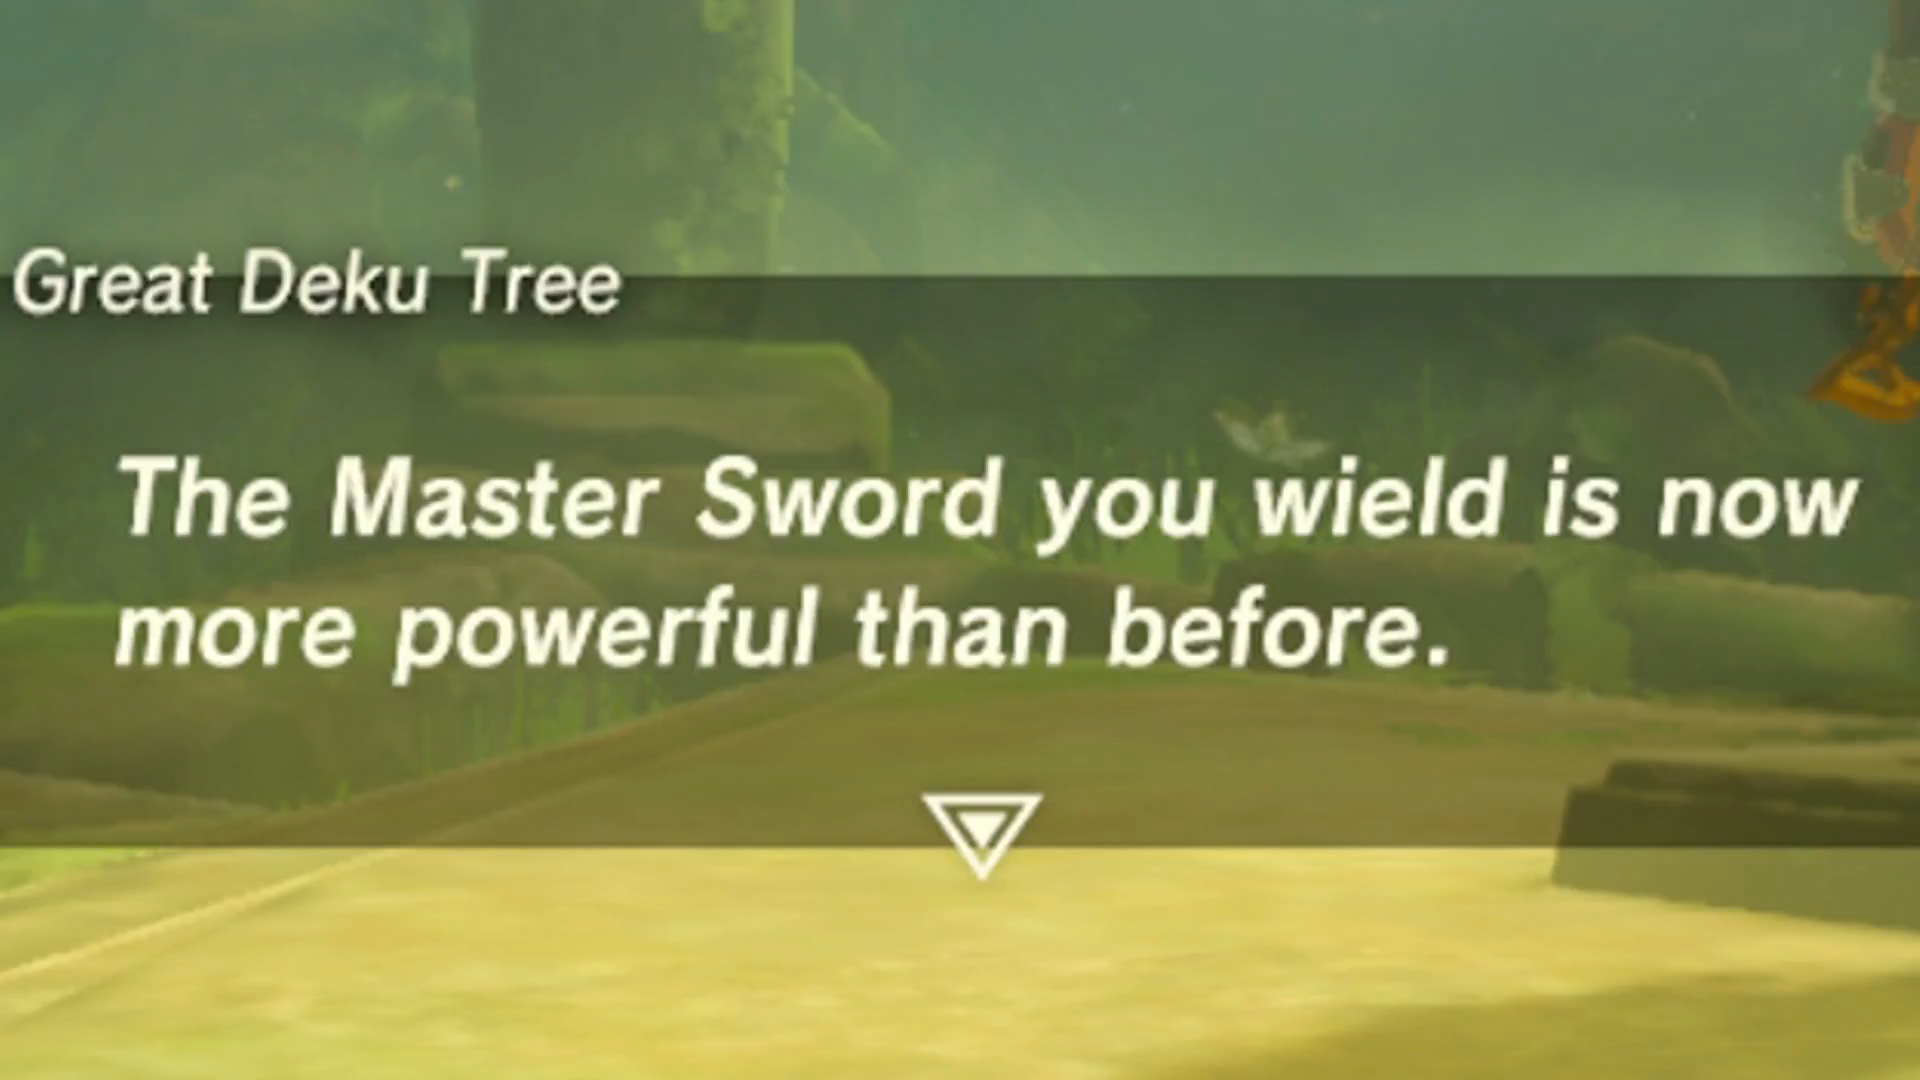 Great Deku Tree
The Master Sword you wield is now
more powerful than before.